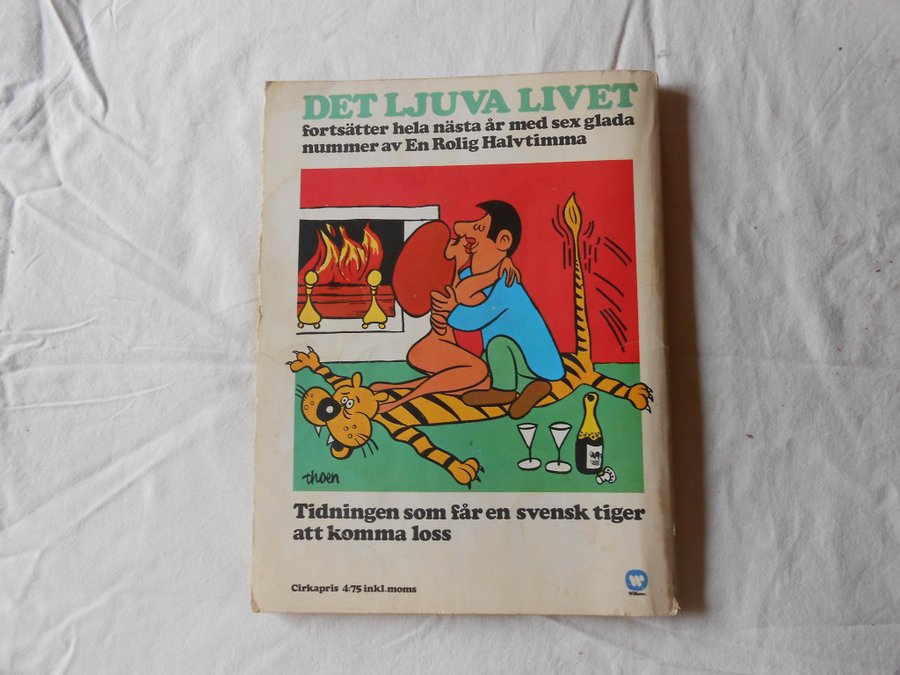 DET LJUVA LIVET
fortsätter hela nästa år med sex glada
nummer av En Rolig Halvtimma
thoen
Tidningen som får en svensk tiger
att komma loss
Cirkapris 4:75 inkl.moms
W
Williams